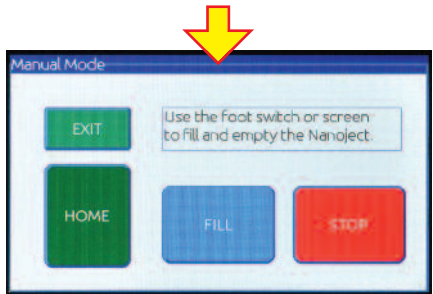 Manual Mode
EXIT
Use the foot switch or screen
to fill and empty the Nanoject.
HOME
FILL
STOP